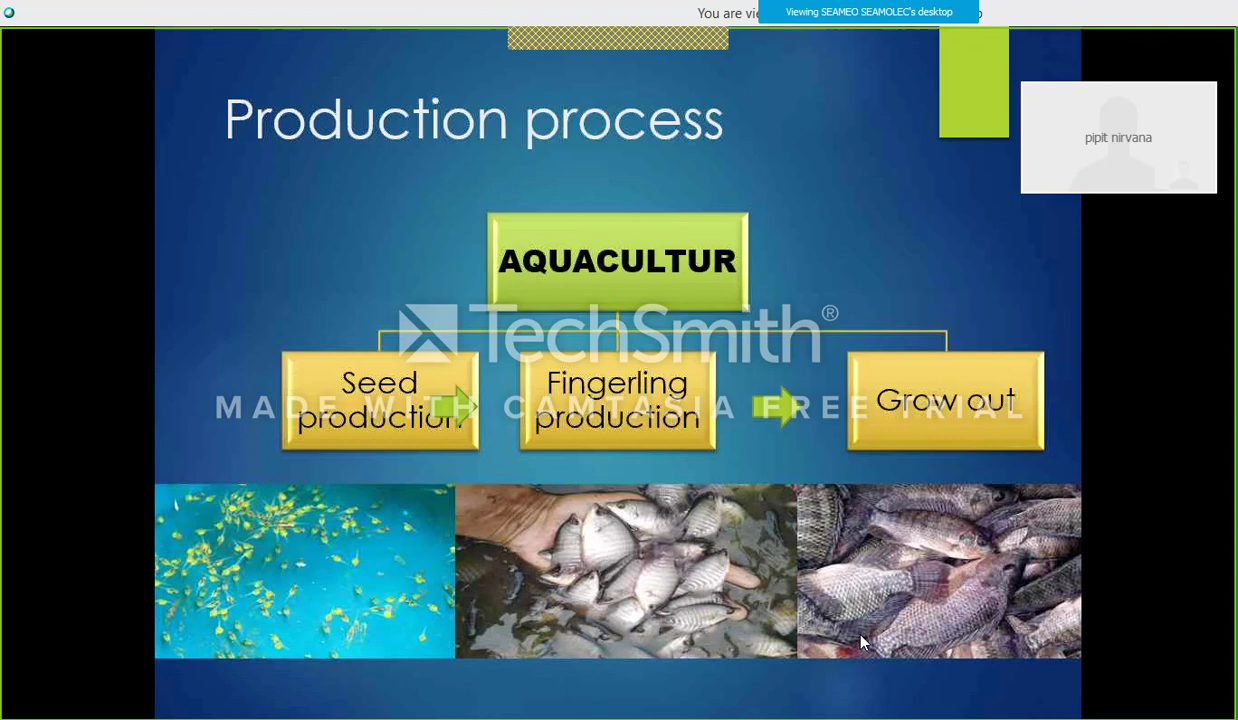 You are vi
Viewing SEAMEO SEAMOLEC's desktop
Production process
pipit nirvana
AQUACULTUR
TechSmith®
Seed
production
Fingerling
production
Grow out
MADE WITH CAMTASIA FREE TRIAL